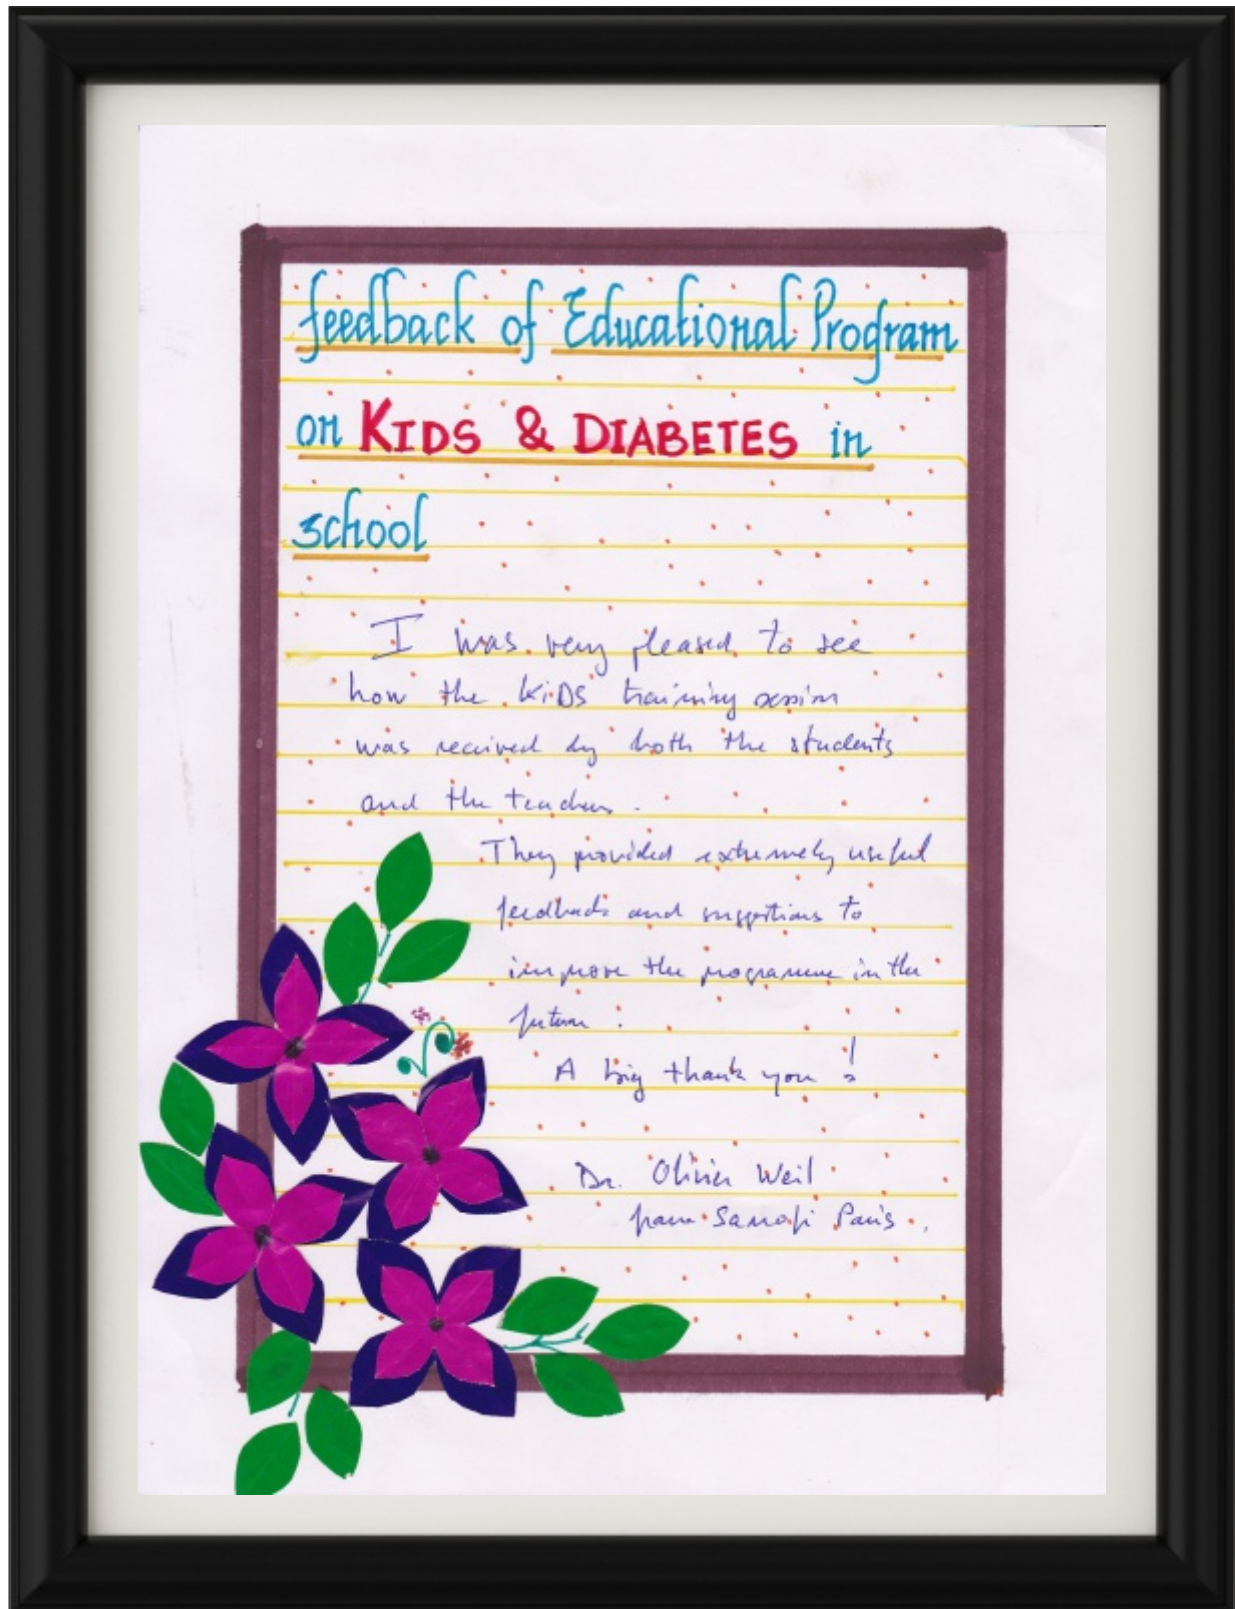 feedback of Educational Program
on KIDS & DIABETES in
school
I was very pleased to see
how the KiDS training session
was received by both the students
and the teachers.
They provided extremely useful
feedback and suggestions to
improve the programme in the
future.
A big thank you!
Dr. Olivier Weil
from Sanofi Paris.